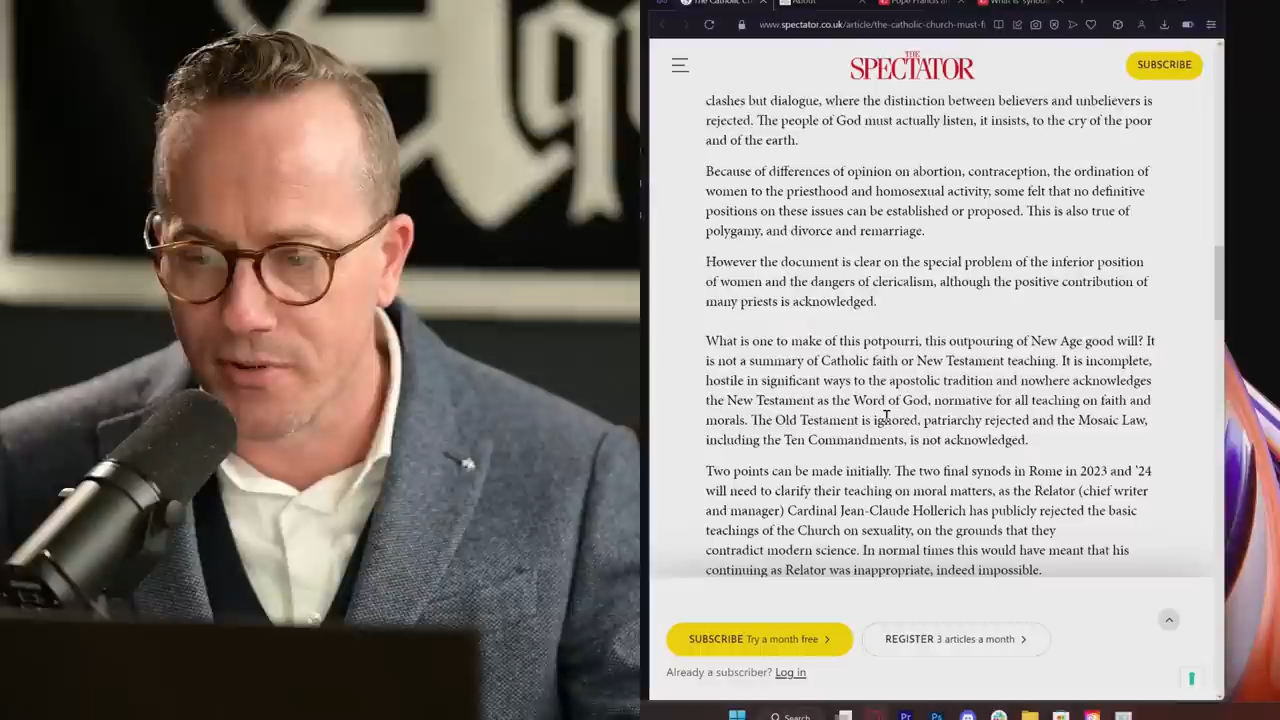 The Catholic, C
About
Pope Francis a
What is 'synod
www.spectator.co.uk/article/the-catholic-church-must-f
THE
SPECTATOR
SUBSCRIBE
clashes but dialogue, where the distinction between believers and unbelievers is
rejected. The people of God must actually listen, it insists, to the cry of the poor
and of the earth.
Because of differences of opinion on abortion, contraception, the ordination of
women to the priesthood and homosexual activity, some felt that no definitive
positions on these issues can be established or proposed. This is also true of
polygamy, and divorce and remarriage.
However the document is clear on the special problem of the inferior position
of women and the dangers of clericalism, although the positive contribution of
many priests is acknowledged.
What is one to make of this potpourri, this outpouring of New Age good will? It
is not a summary of Catholic faith or New Testament teaching. It is incomplete,
hostile in significant ways to the apostolic tradition and nowhere acknowledges
the New Testament as the Word of God, normative for all teaching on faith and
morals. The Old Testament is ignored, patriarchy rejected and the Mosaic Law,
including the Ten Commandments, is not acknowledged.
Two points can be made initially. The two final synods in Rome in 2023 and '24
will need to clarify their teaching on moral matters, as the Relator (chief writer
and manager) Cardinal Jean-Claude Hollerich has publicly rejected the basic
teachings of the Church on sexuality, on the grounds that they
contradict modern science. In normal times this would have meant that his
continuing as Relator was inappropriate, indeed impossible.
SUBSCRIBE Try a month free >
REGISTER 3 articles a month >
Already a subscriber? Log in
Search